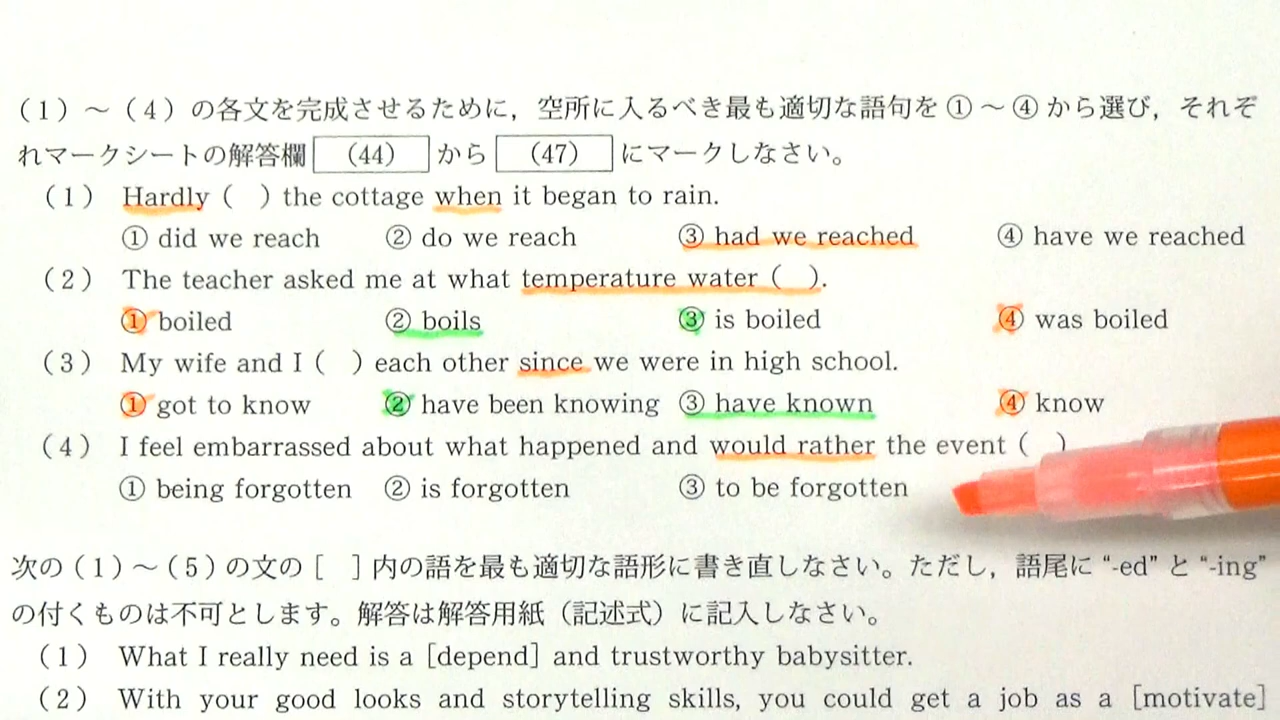 （1）～（4）の各文を完成させるために，空所に入るべき最も適切な語句を ① ～ ④ から選び，それぞ
れマークシートの解答欄 （44） から （47） にマークしなさい。
（1） Hardly (　) the cottage when it began to rain.
① did we reach ② do we reach ③ had we reached ④ have we reached
（2） The teacher asked me at what temperature water (　).
① boiled ② boils ③ is boiled ④ was boiled
（3） My wife and I (　) each other since we were in high school.
① got to know ② have been knowing ③ have known ④ know
（4） I feel embarrassed about what happened and would rather the event (　)
① being forgotten ② is forgotten ③ to be forgotten
次の（1）～（5）の文の［　］内の語を最も適切な語形に書き直しなさい。ただし，語尾に “-ed” と “-ing”
の付くものは不可とします。解答は解答用紙（記述式）に記入しなさい。
（1） What I really need is a [depend] and trustworthy babysitter.
（2） With your good looks and storytelling skills, you could get a job as a [motivate]